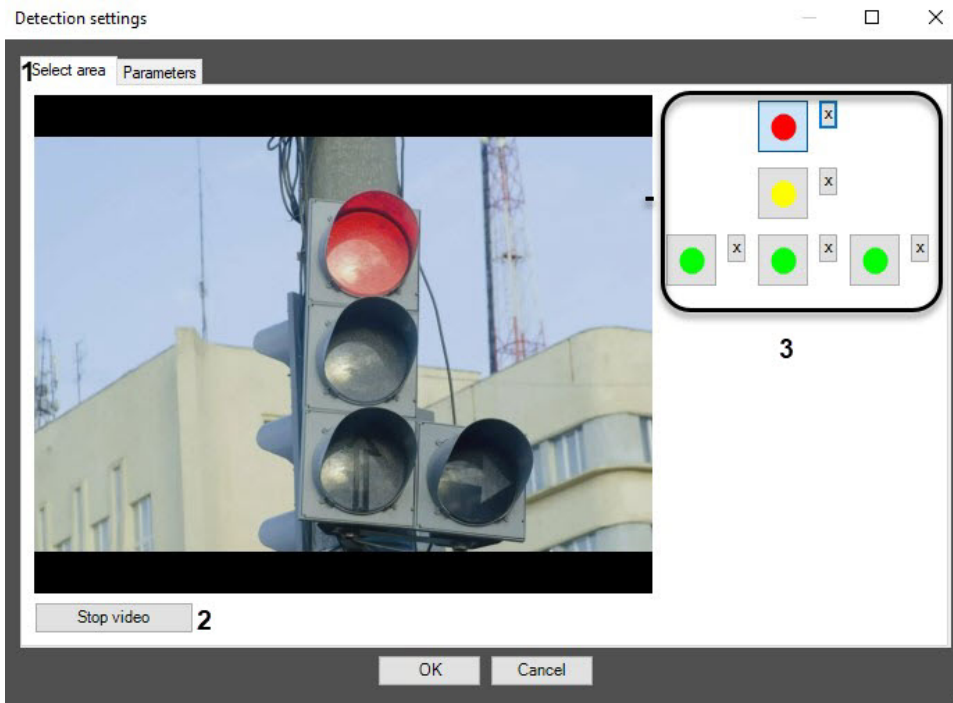 Detection settings
1 Select area Parameters
x
x
x x x
3
Stop video 2
OK Cancel